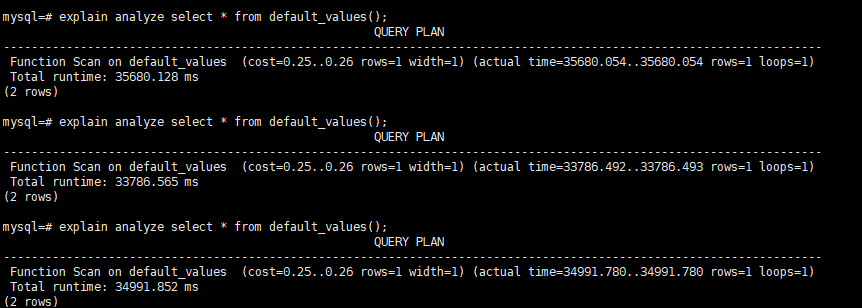 mysql=# explain analyze select * from default_values();
QUERY PLAN
--------------------------------------------------------------------------------------------------------------------
Function Scan on default_values  (cost=0.25..0.26 rows=1 width=1) (actual time=35680.054..35680.054 rows=1 loops=1)
Total runtime: 35680.128 ms
(2 rows)
mysql=# explain analyze select * from default_values();
QUERY PLAN
--------------------------------------------------------------------------------------------------------------------
Function Scan on default_values  (cost=0.25..0.26 rows=1 width=1) (actual time=33786.492..33786.493 rows=1 loops=1)
Total runtime: 33786.565 ms
(2 rows)
mysql=# explain analyze select * from default_values();
QUERY PLAN
--------------------------------------------------------------------------------------------------------------------
Function Scan on default_values  (cost=0.25..0.26 rows=1 width=1) (actual time=34991.780..34991.780 rows=1 loops=1)
Total runtime: 34991.852 ms
(2 rows)